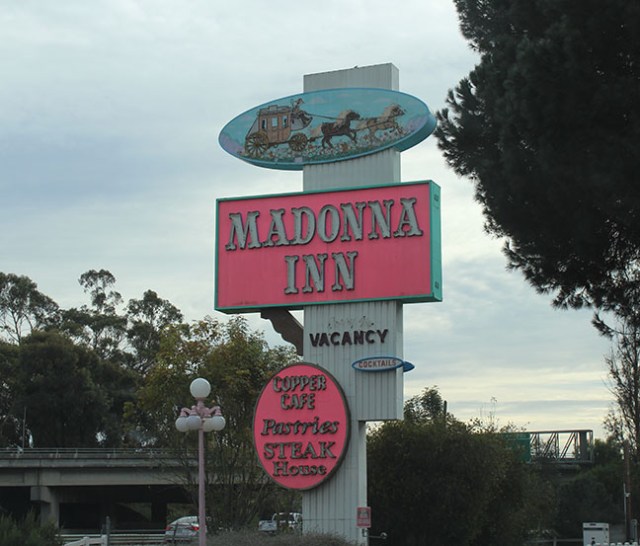 MADONNA
INN
VACANCY
COCKTAILS
COPPER
CAFE
Pastries
STEAK
House